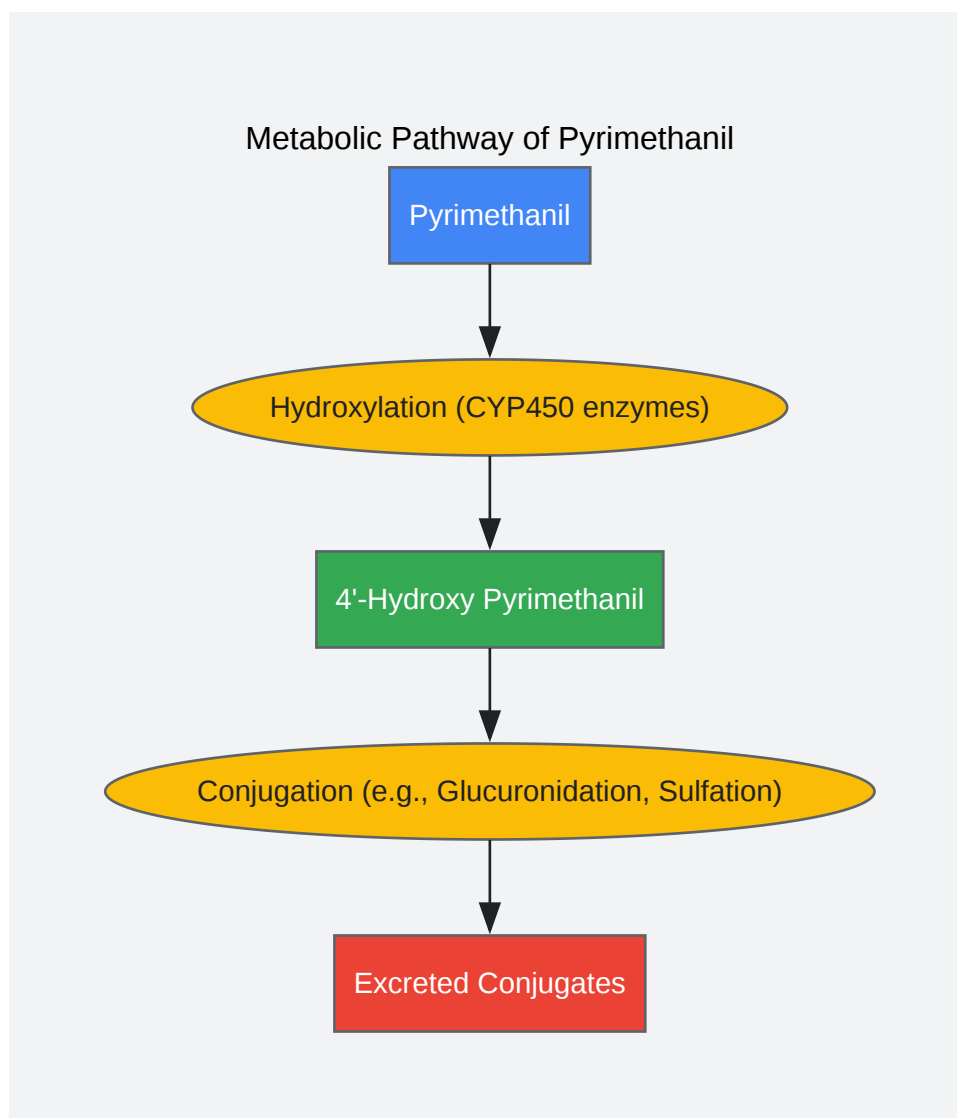 Metabolic Pathway of Pyrimethanil
Pyrimethanil
Hydroxylation (CYP450 enzymes)
4'-Hydroxy Pyrimethanil
Conjugation (e.g., Glucuronidation, Sulfation)
Excreted Conjugates